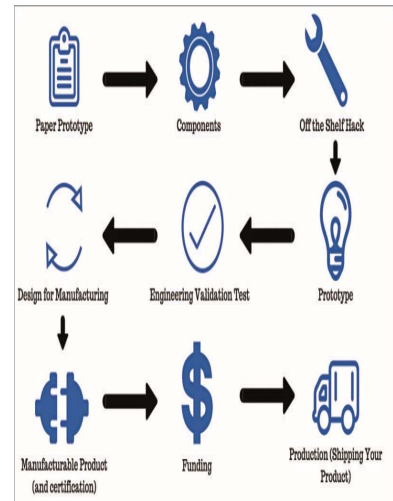 Paper Prototype
Components
Off the Shelf Hack
Prototype
Engineering Validation Test
Design for Manufacturing
Manufacturable Product
(and certification)
Funding
Production (Shipping Your
Product)